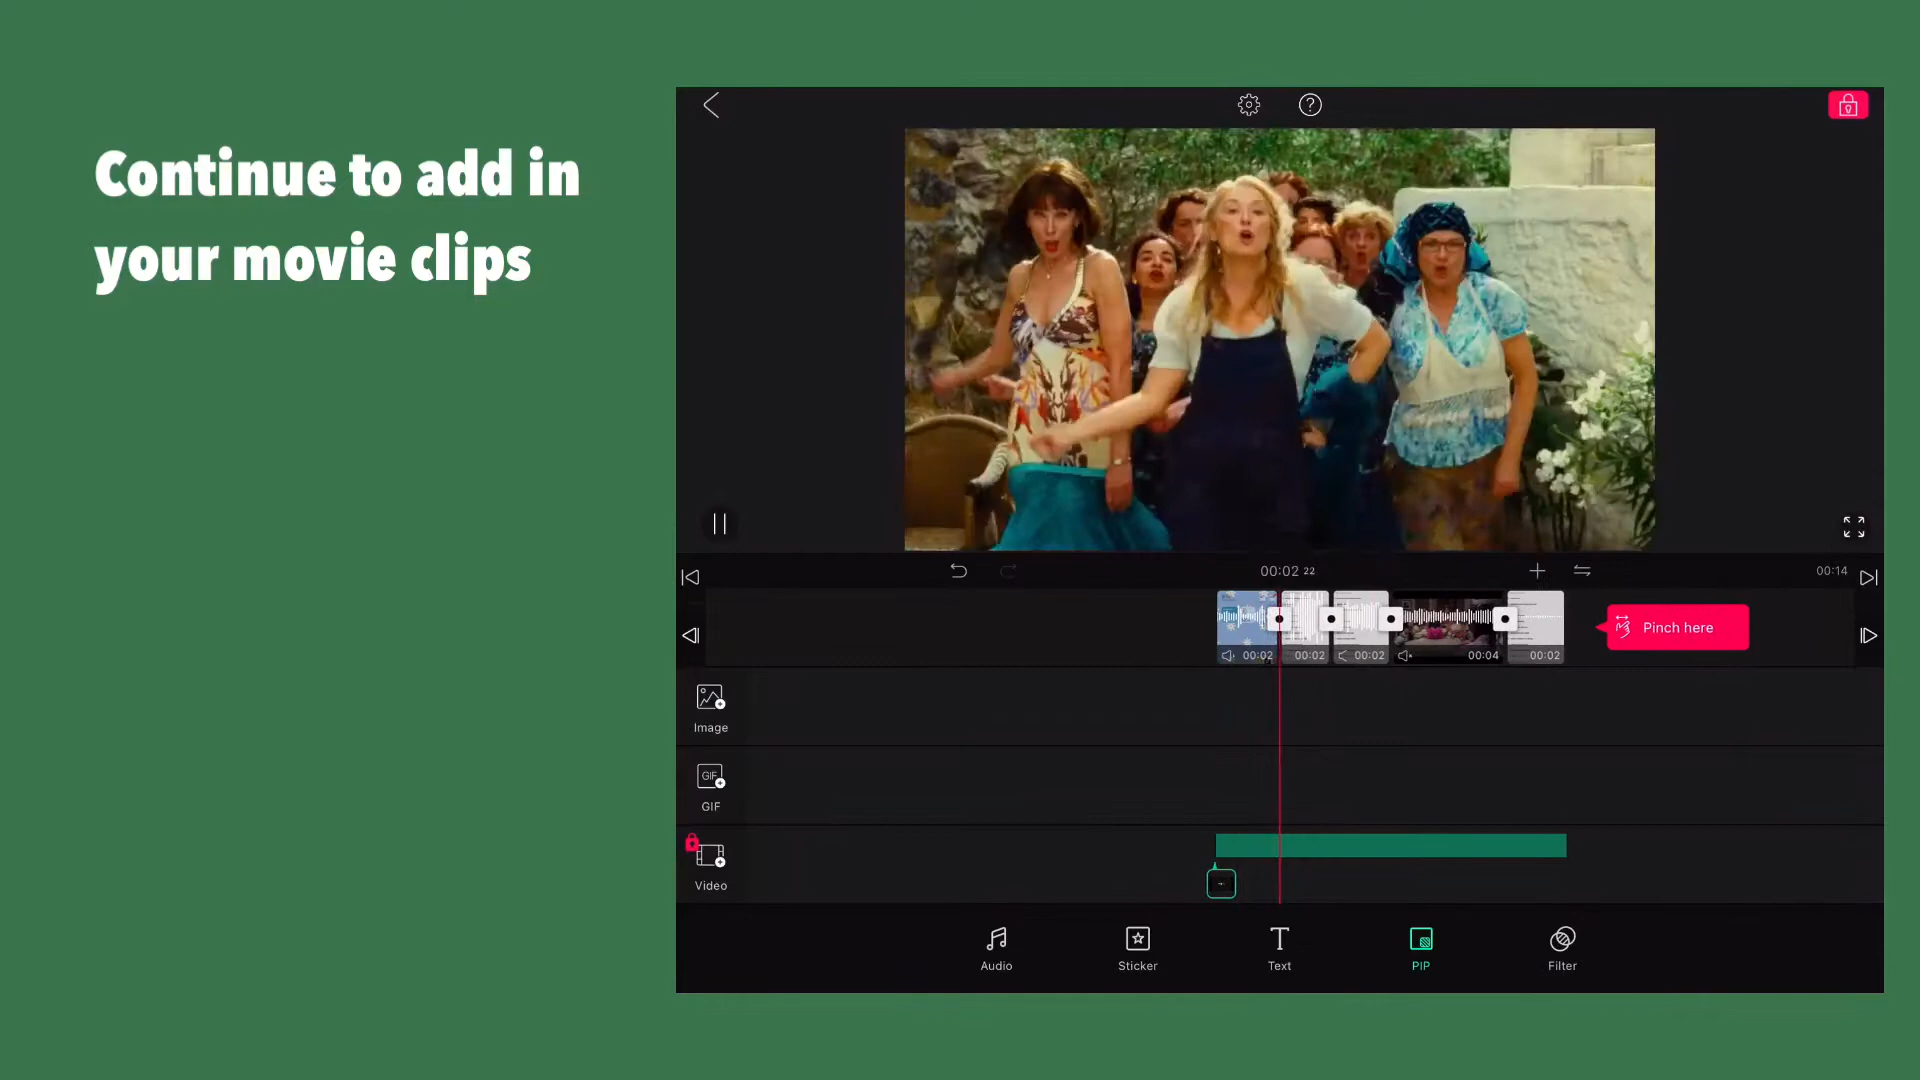 Continue to add in
your movie clips
00:02 22
00:14
00:02
00:02
00:02
00:04
00:02
Pinch here
Image
GIF
GIF
Video
Audio
Sticker
T
Text
PIP
Filter